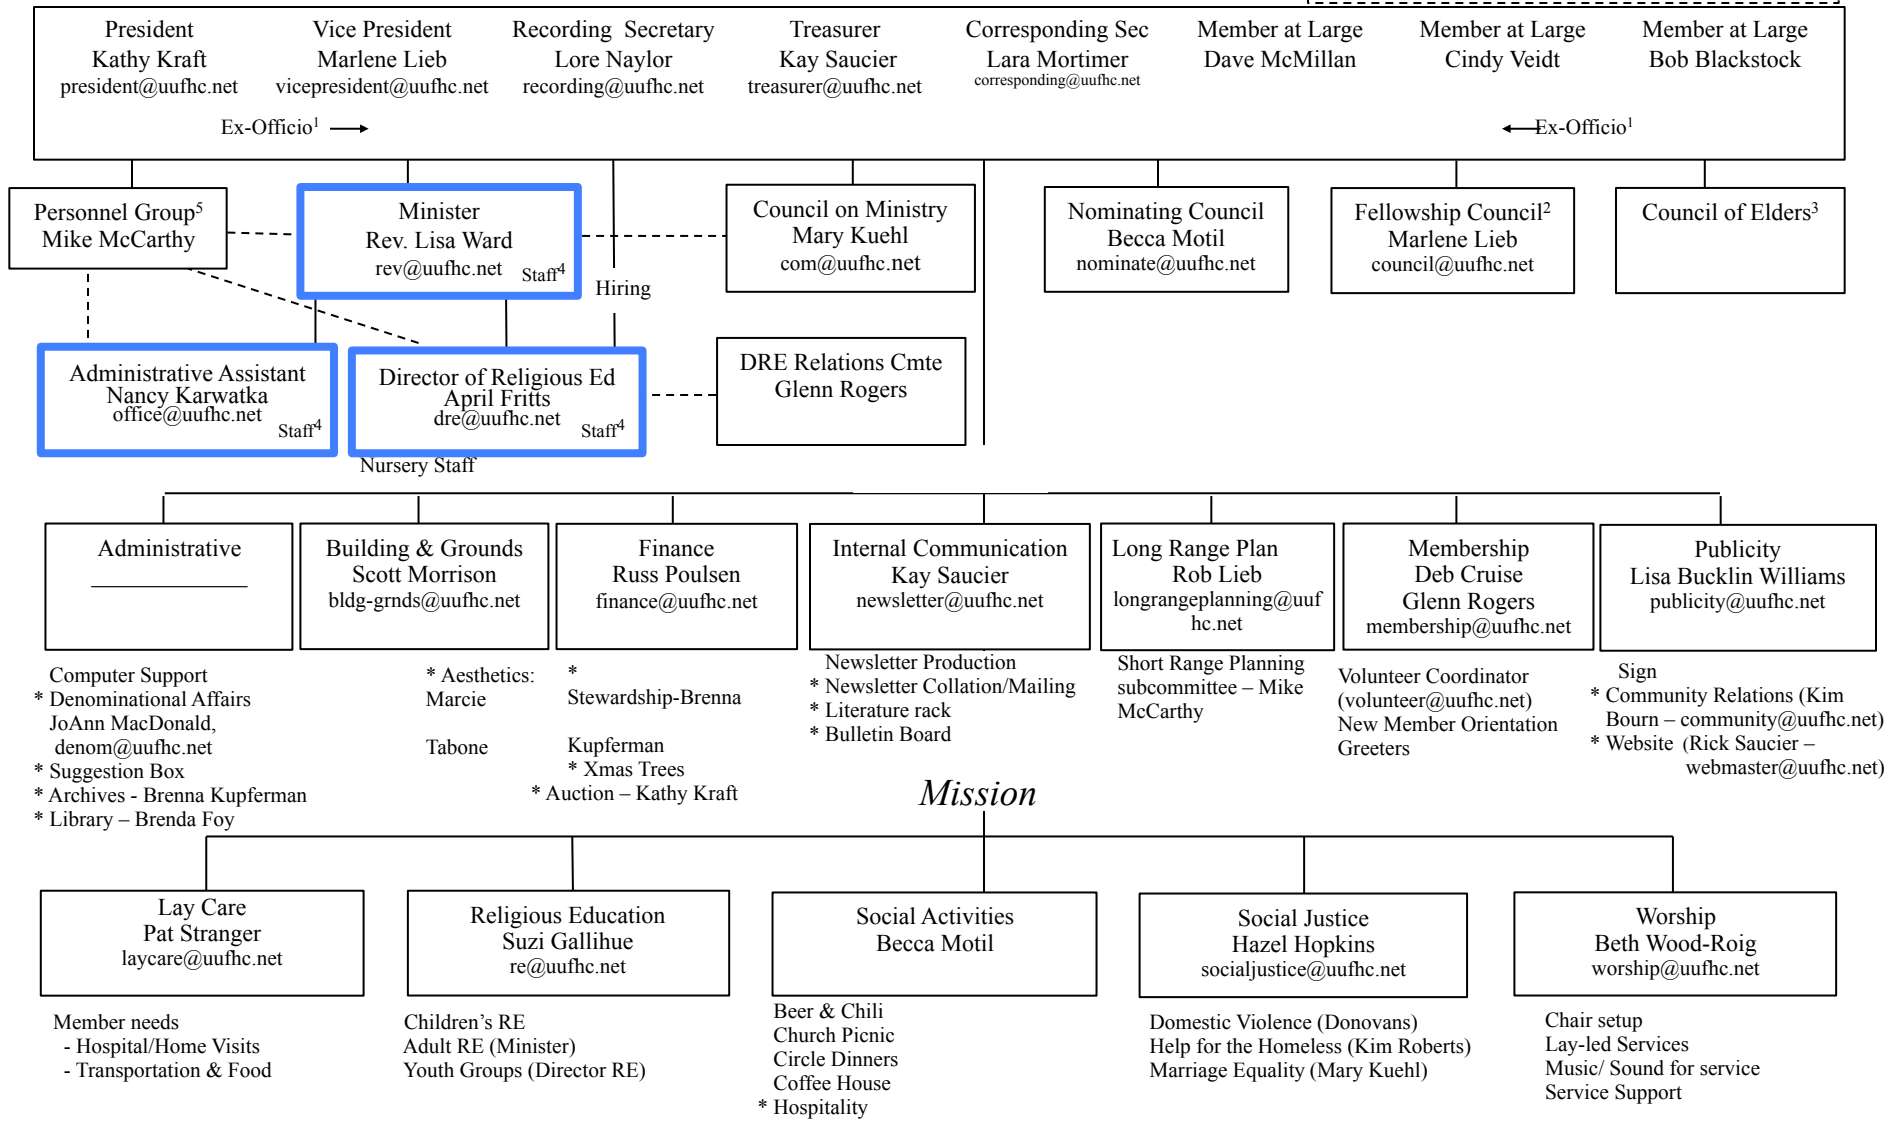 President
Kathy Kraft
president@uufhc.net
Vice President
Marlene Lieb
vicepresident@uufhc.net
Recording Secretary
Lore Naylor
recording@uufhc.net
Treasurer
Kay Saucier
treasurer@uufhc.net
Corresponding Sec
Lara Mortimer
corresponding@uufhc.net
Member at Large
Dave McMillan
Member at Large
Cindy Veidt
Member at Large
Bob Blackstock
Ex-Officio¹
Ex-Officio¹
Personnel Group⁵
Mike McCarthy
Minister
Rev. Lisa Ward
rev@uufhc.net
Staff⁴
Hiring
Council on Ministry
Mary Kuehl
com@uufhc.net
Nominating Council
Becca Motil
nominate@uufhc.net
Fellowship Council²
Marlene Lieb
council@uufhc.net
Council of Elders³
Administrative Assistant
Nancy Karwatka
office@uufhc.net
Staff⁴
Director of Religious Ed
April Fritts
dre@uufhc.net
Staff⁴
Nursery Staff
DRE Relations Cmte
Glenn Rogers
Administrative
_____________
Building & Grounds
Scott Morrison
bldg-grnds@uufhc.net
Finance
Russ Poulsen
finance@uufhc.net
Internal Communication
Kay Saucier
newsletter@uufhc.net
Long Range Plan
Rob Lieb
longrangeplanning@uuf
hc.net
Membership
Deb Cruise
Glenn Rogers
membership@uufhc.net
Publicity
Lisa Bucklin Williams
publicity@uufhc.net
Computer Support
* Denominational Affairs
JoAnn MacDonald,
denom@uufhc.net
* Suggestion Box
* Archives - Brenna Kupferman
* Library – Brenda Foy
* Aesthetics:
Marcie
Tabone
*
Stewardship-Brenna
Kupferman
* Xmas Trees
* Auction – Kathy Kraft
Newsletter Production
* Newsletter Collation/Mailing
* Literature rack
* Bulletin Board
Short Range Planning
subcommittee – Mike
McCarthy
Volunteer Coordinator
(volunteer@uufhc.net)
New Member Orientation
Greeters
Sign
* Community Relations (Kim
Bourn – community@uufhc.net)
* Website (Rick Saucier –
webmaster@uufhc.net)
Mission
Lay Care
Pat Stranger
laycare@uufhc.net
Religious Education
Suzi Gallihue
re@uufhc.net
Social Activities
Becca Motil
Social Justice
Hazel Hopkins
socialjustice@uufhc.net
Worship
Beth Wood-Roig
worship@uufhc.net
Member needs
- Hospital/Home Visits
- Transportation & Food
Children’s RE
Adult RE (Minister)
Youth Groups (Director RE)
Beer & Chili
Church Picnic
Circle Dinners
Coffee House
* Hospitality
Domestic Violence (Donovans)
Help for the Homeless (Kim Roberts)
Marriage Equality (Mary Kuehl)
Chair setup
Lay-led Services
Music/ Sound for service
Service Support